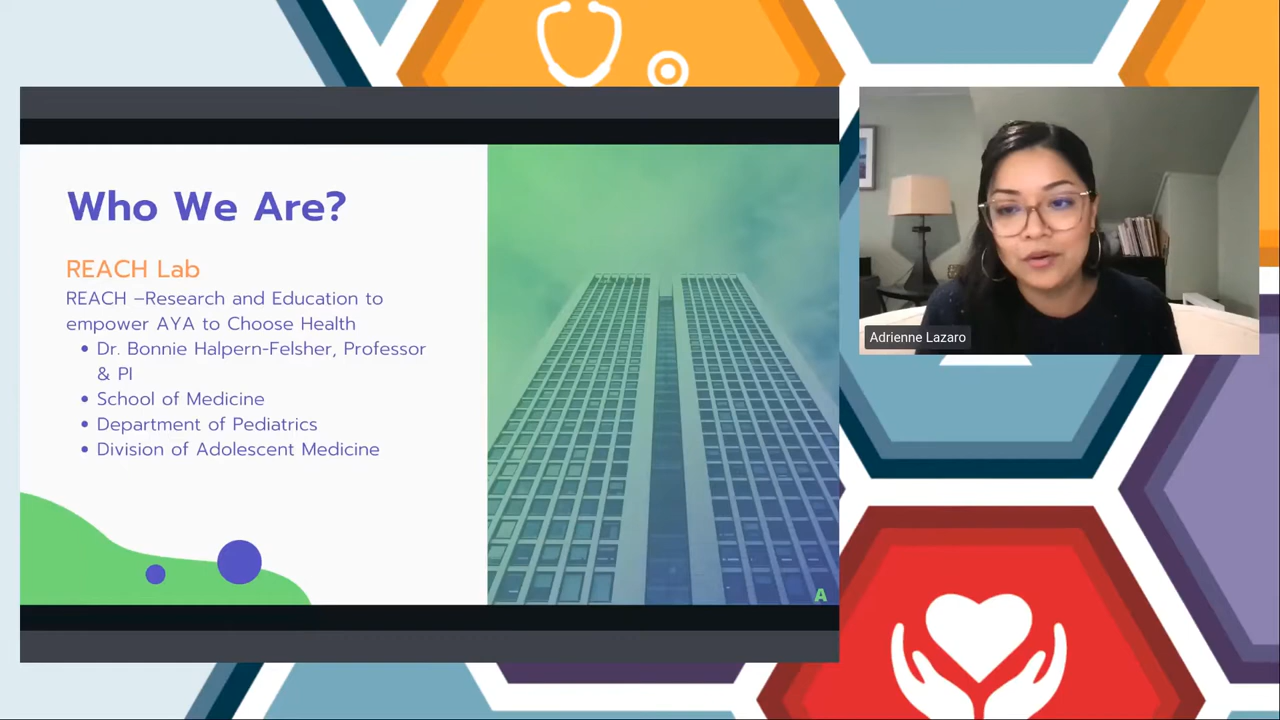 Who We Are?
REACH Lab
REACH –Research and Education to
empower AYA to Choose Health
• Dr. Bonnie Halpern-Felsher, Professor
& PI
• School of Medicine
• Department of Pediatrics
• Division of Adolescent Medicine
A
Adrienne Lazaro